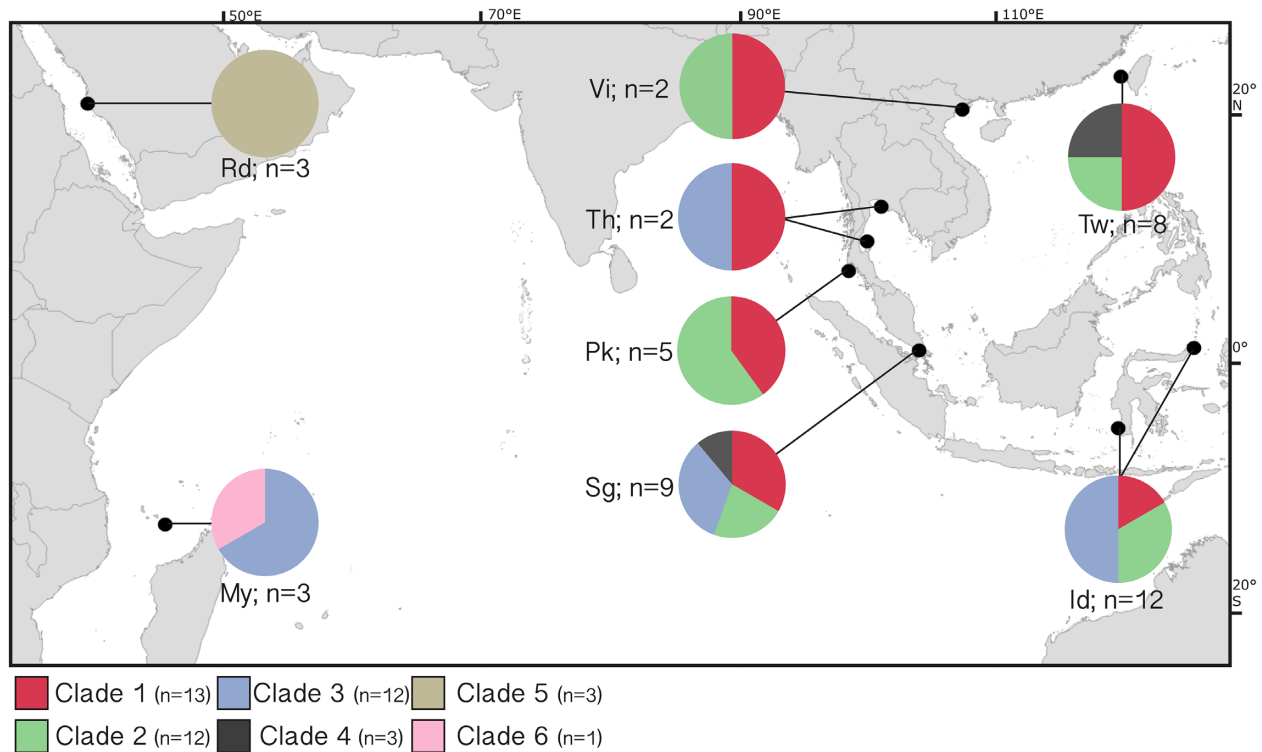 50°E 70°E 90°E 110°E
Vi; n=2
20°
N
Rd; n=3
Th; n=2
Tw; n=8
Pk; n=5
0°
Sg; n=9
My; n=3
Id; n=12
20°
S
Clade 1 (n=13) Clade 3 (n=12) Clade 5 (n=3)
Clade 2 (n=12) Clade 4 (n=3) Clade 6 (n=1)